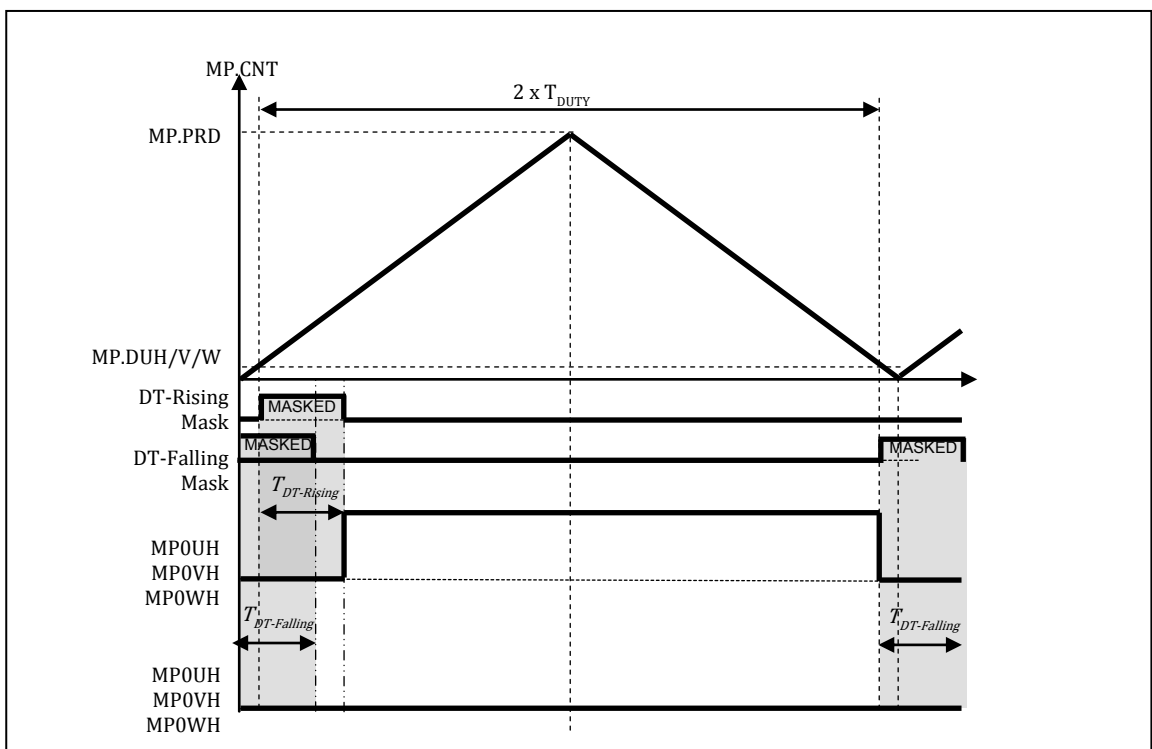 MP.CNT
2 x T_DUTY
MP.PRD
MP.DUH/V/W
DT-Rising
Mask
MASKED
DT-Falling
Mask
MASKED
MASKED
T_DT-Rising
MP0UH
MP0VH
MP0WH
T_DT-Falling
T_DT-Falling
MP0UH
MP0VH
MP0WH